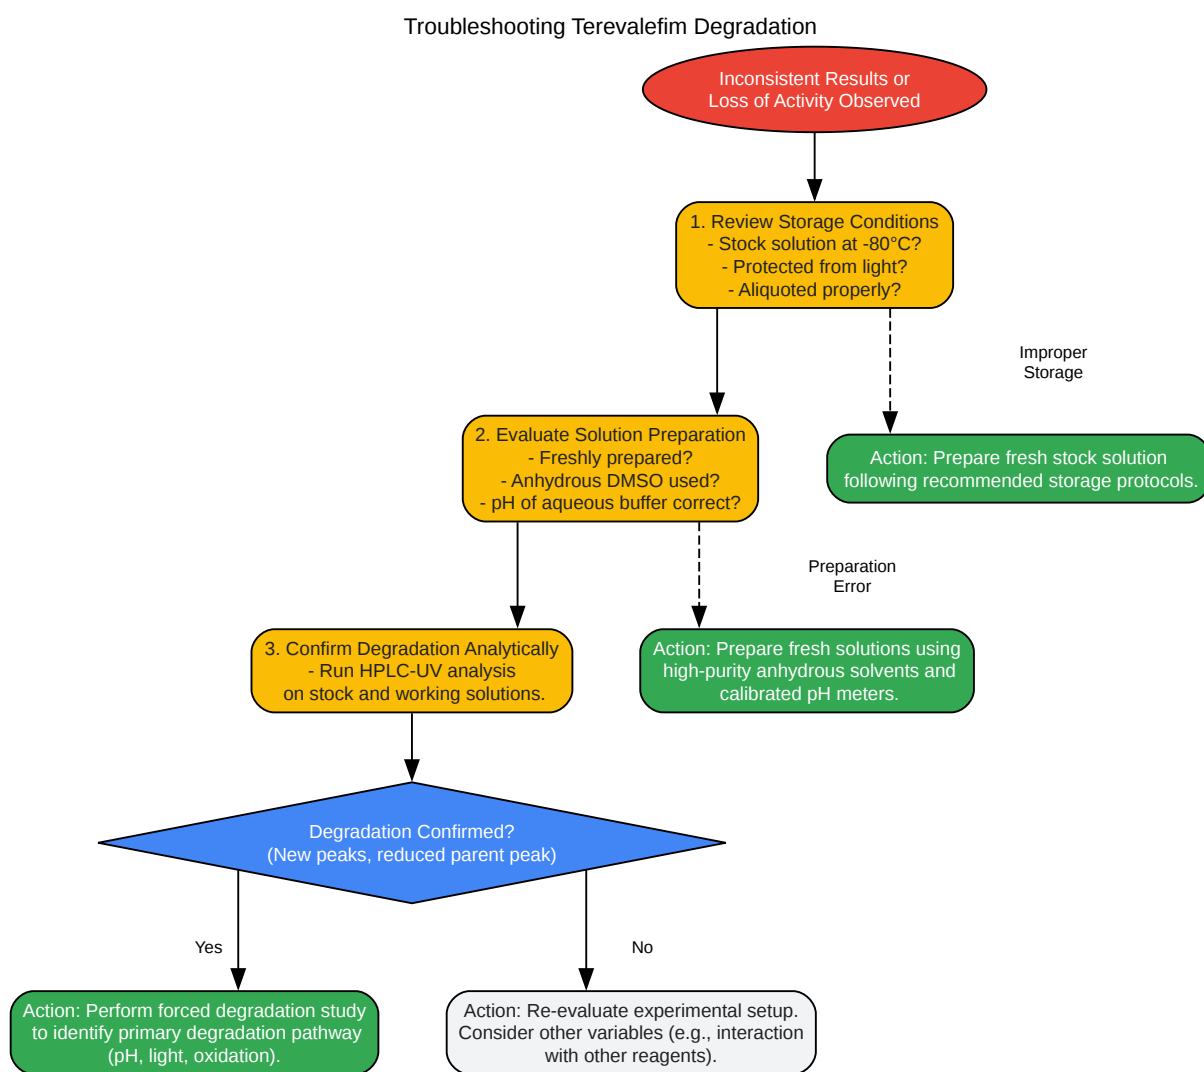 Troubleshooting Terevalefim Degradation
Inconsistent Results or
Loss of Activity Observed
1. Review Storage Conditions
- Stock solution at -80°C?
- Protected from light?
- Aliquoted properly?
Improper
Storage
2. Evaluate Solution Preparation
- Freshly prepared?
- Anhydrous DMSO used?
- pH of aqueous buffer correct?
Action: Prepare fresh stock solution
following recommended storage protocols.
Preparation
Error
3. Confirm Degradation Analytically
- Run HPLC-UV analysis
on stock and working solutions.
Action: Prepare fresh solutions using
high-purity anhydrous solvents and
calibrated pH meters.
Degradation Confirmed?
(New peaks, reduced parent peak)
Yes
No
Action: Perform forced degradation study
to identify primary degradation pathway
(pH, light, oxidation).
Action: Re-evaluate experimental setup.
Consider other variables (e.g., interaction
with other reagents).